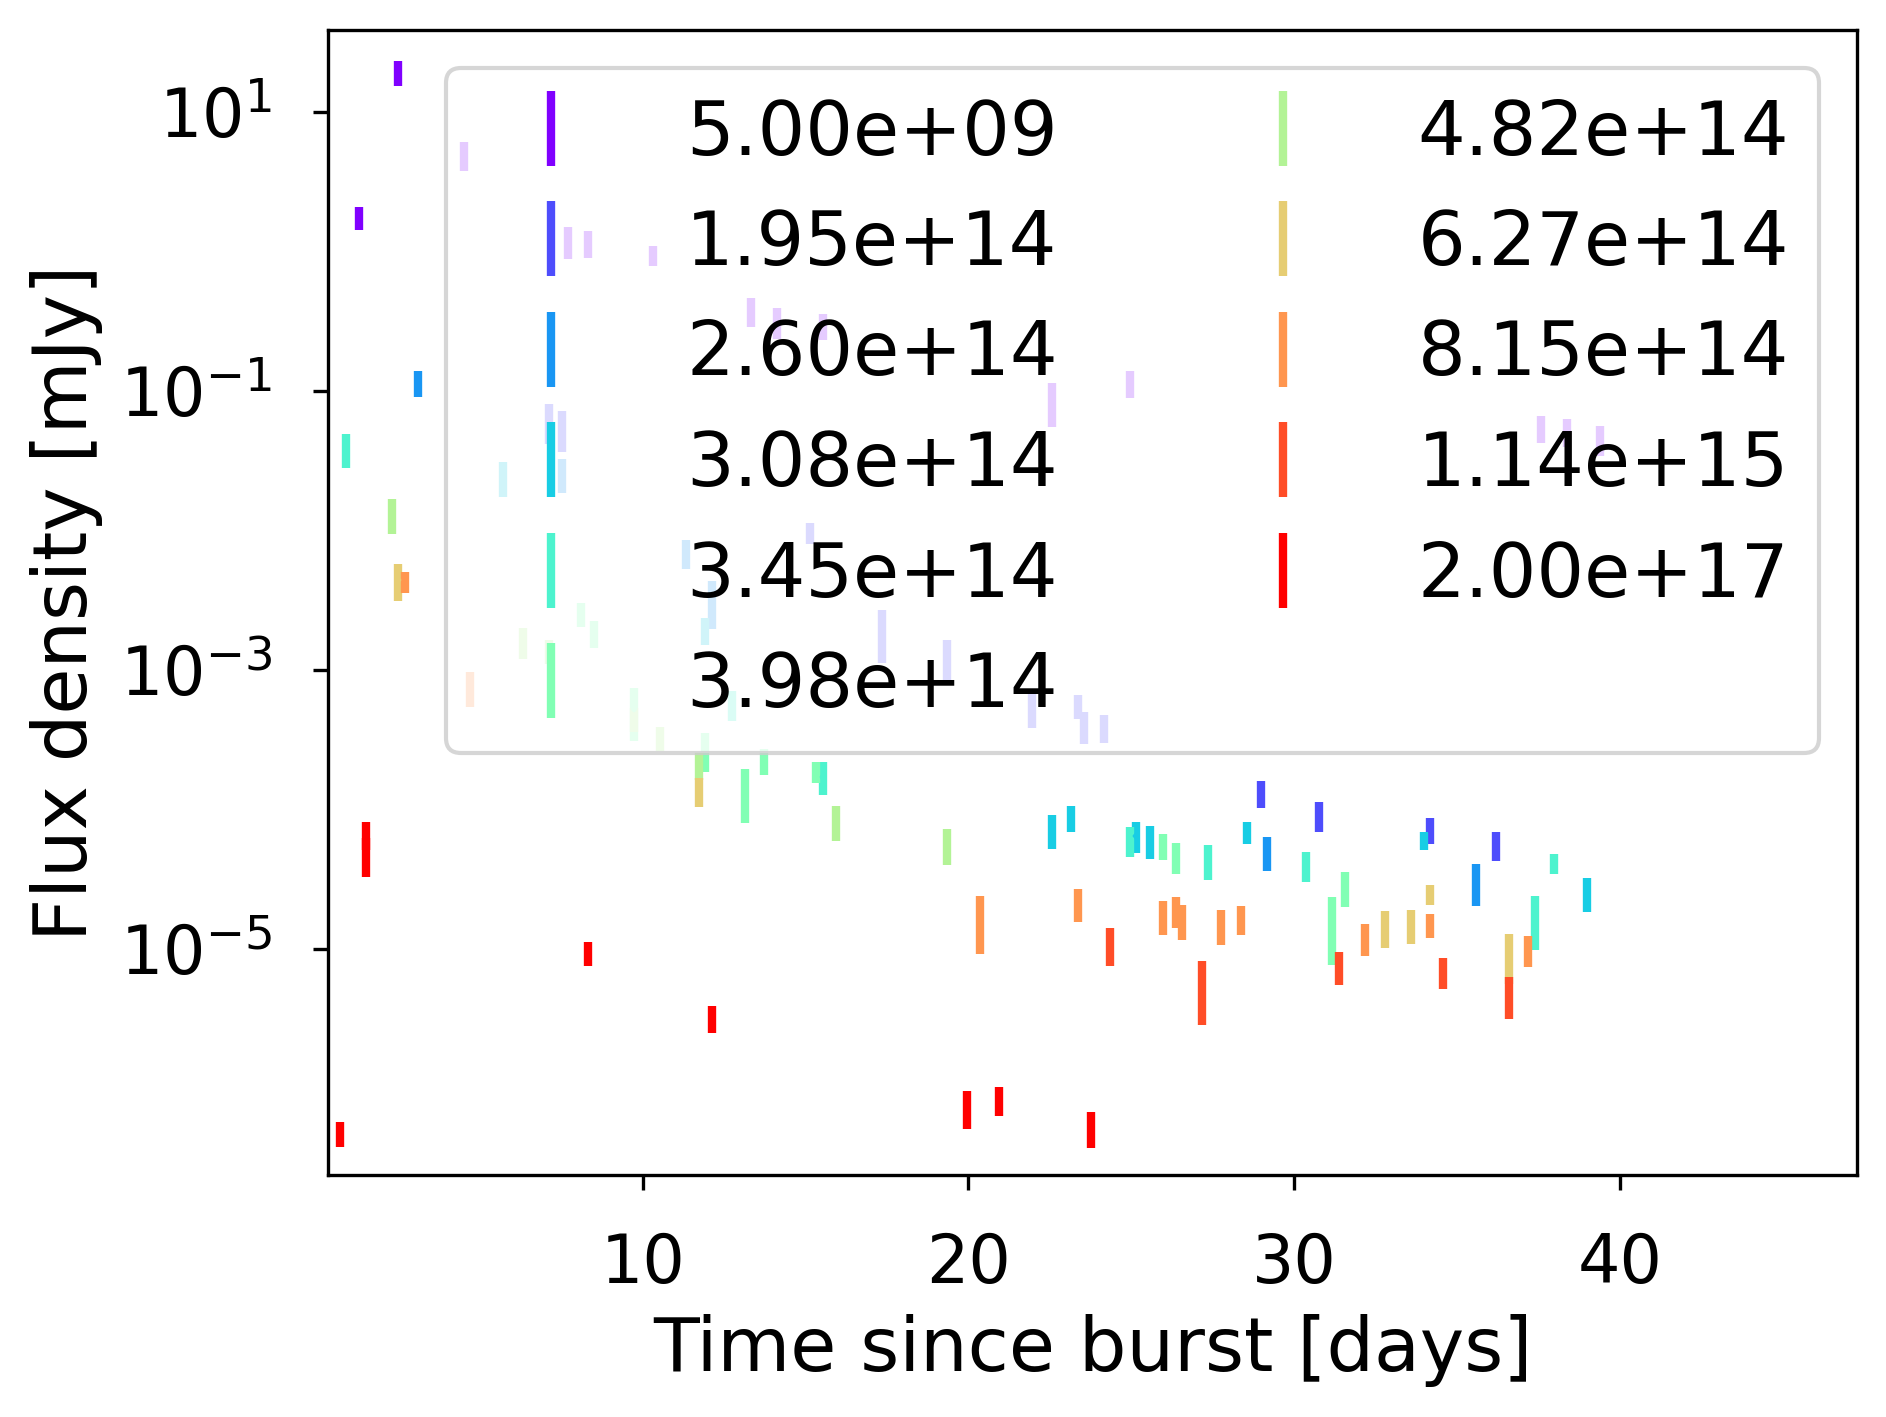 Flux density [mJy]
10¹
10⁻¹
10⁻³
10⁻⁵
5.00e+09
1.95e+14
2.60e+14
3.08e+14
3.45e+14
3.98e+14
4.82e+14
6.27e+14
8.15e+14
1.14e+15
2.00e+17
10 20 30 40
Time since burst [days]